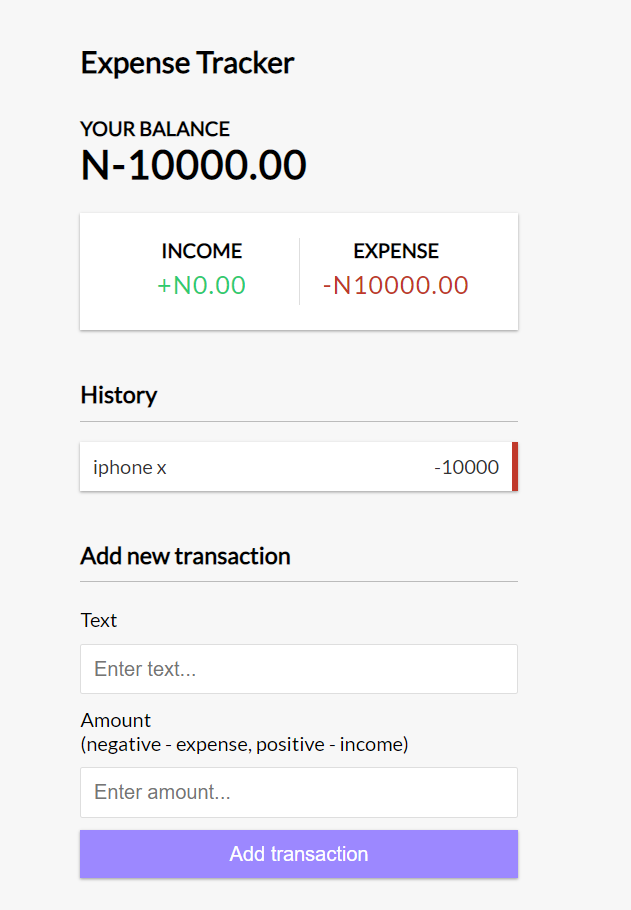 Expense Tracker
YOUR BALANCE
N-10000.00
INCOME
EXPENSE
+N0.00
-N10000.00
History
iphone x
-10000
Add new transaction
Text
Enter text...
Amount
(negative - expense, positive - income)
Enter amount...
Add transaction